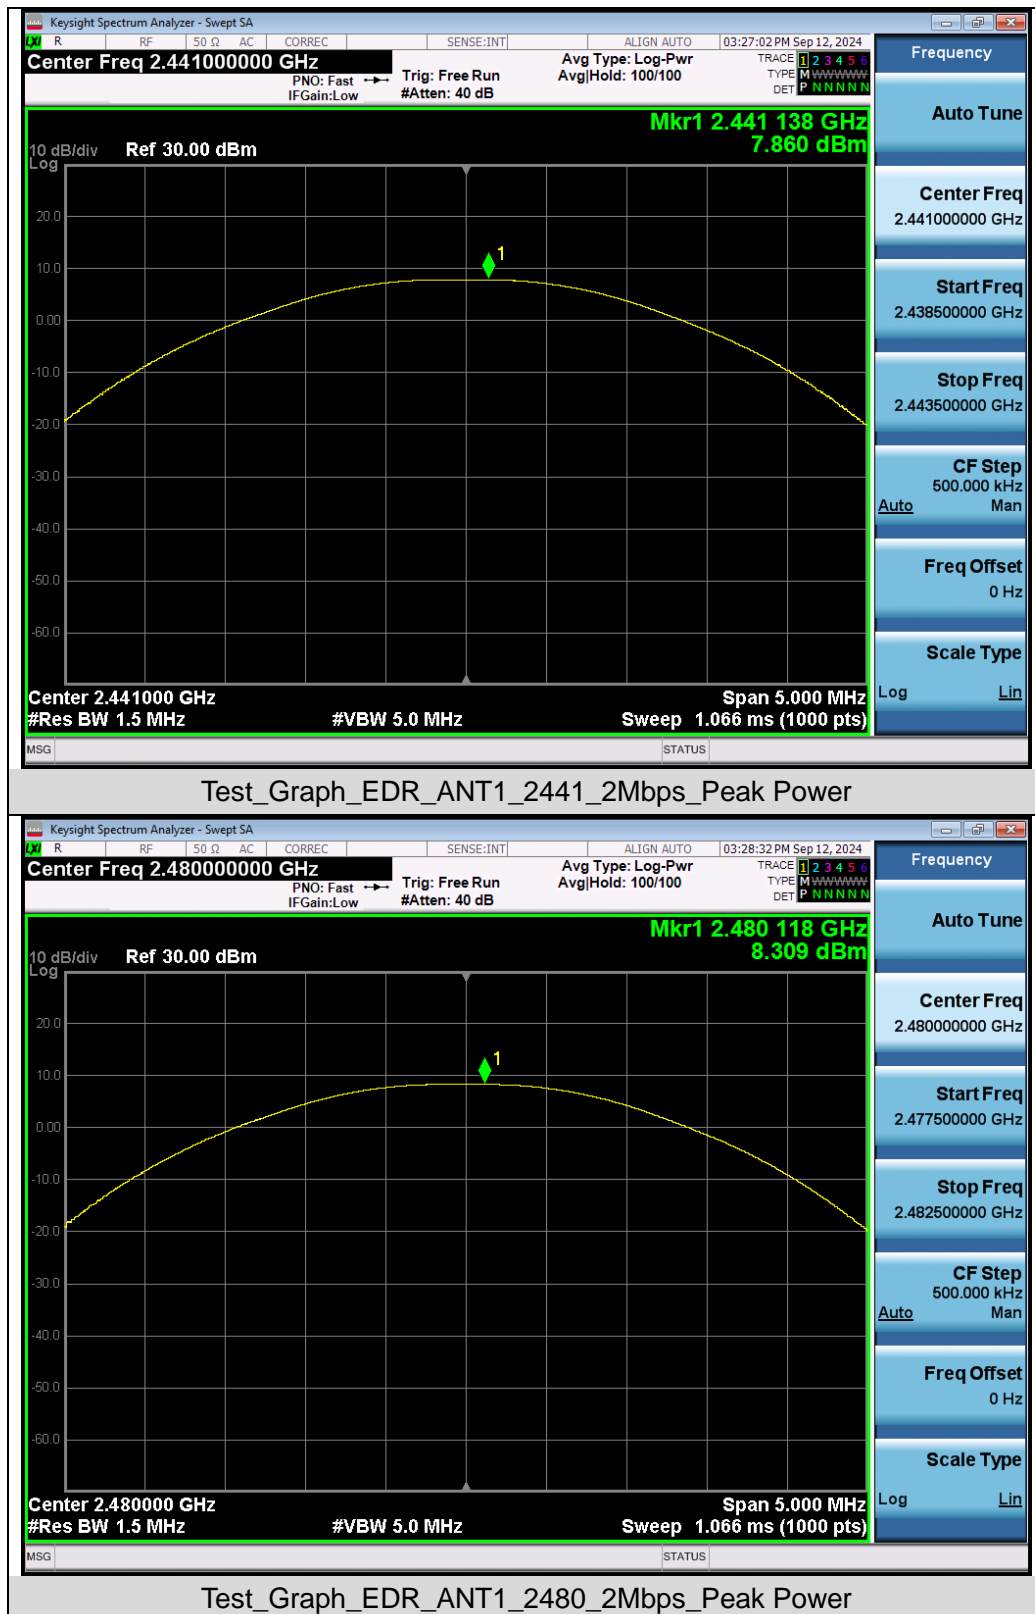 Keysight Spectrum Analyzer - Swept SA
LXI R RF 50 Ω AC CORREC SENSE:INT ALIGN AUTO 03:27:02 PM Sep 12, 2024
Center Freq 2.441000000 GHz
PNO: Fast
IFGain:Low
Trig: Free Run
#Atten: 40 dB
Avg Type: Log-Pwr
Avg|Hold: 100/100
TRACE 1 2 3 4 5 6
TYPE M WWWWW
DET P N N N N N
Mkr1 2.441 138 GHz
7.860 dBm
10 dB/div Ref 30.00 dBm
Log
20.0
1
10.0
0.00
-10.0
-20.0
-30.0
-40.0
-50.0
-60.0
Center 2.441000 GHz Span 5.000 MHz
#Res BW 1.5 MHz #VBW 5.0 MHz Sweep 1.066 ms (1000 pts)
MSG STATUS
Frequency
Auto Tune
Center Freq
2.441000000 GHz
Start Freq
2.438500000 GHz
Stop Freq
2.443500000 GHz
CF Step
500.000 kHz
Auto Man
Freq Offset
0 Hz
Scale Type
Log Lin
Test_Graph_EDR_ANT1_2441_2Mbps_Peak Power
Keysight Spectrum Analyzer - Swept SA
LXI R RF 50 Ω AC CORREC SENSE:INT ALIGN AUTO 03:28:32 PM Sep 12, 2024
Center Freq 2.480000000 GHz
PNO: Fast
IFGain:Low
Trig: Free Run
#Atten: 40 dB
Avg Type: Log-Pwr
Avg|Hold: 100/100
TRACE 1 2 3 4 5 6
TYPE M WWWWW
DET P N N N N N
Mkr1 2.480 118 GHz
8.309 dBm
10 dB/div Ref 30.00 dBm
Log
20.0
1
10.0
0.00
-10.0
-20.0
-30.0
-40.0
-50.0
-60.0
Center 2.480000 GHz Span 5.000 MHz
#Res BW 1.5 MHz #VBW 5.0 MHz Sweep 1.066 ms (1000 pts)
MSG STATUS
Frequency
Auto Tune
Center Freq
2.480000000 GHz
Start Freq
2.477500000 GHz
Stop Freq
2.482500000 GHz
CF Step
500.000 kHz
Auto Man
Freq Offset
0 Hz
Scale Type
Log Lin
Test_Graph_EDR_ANT1_2480_2Mbps_Peak Power